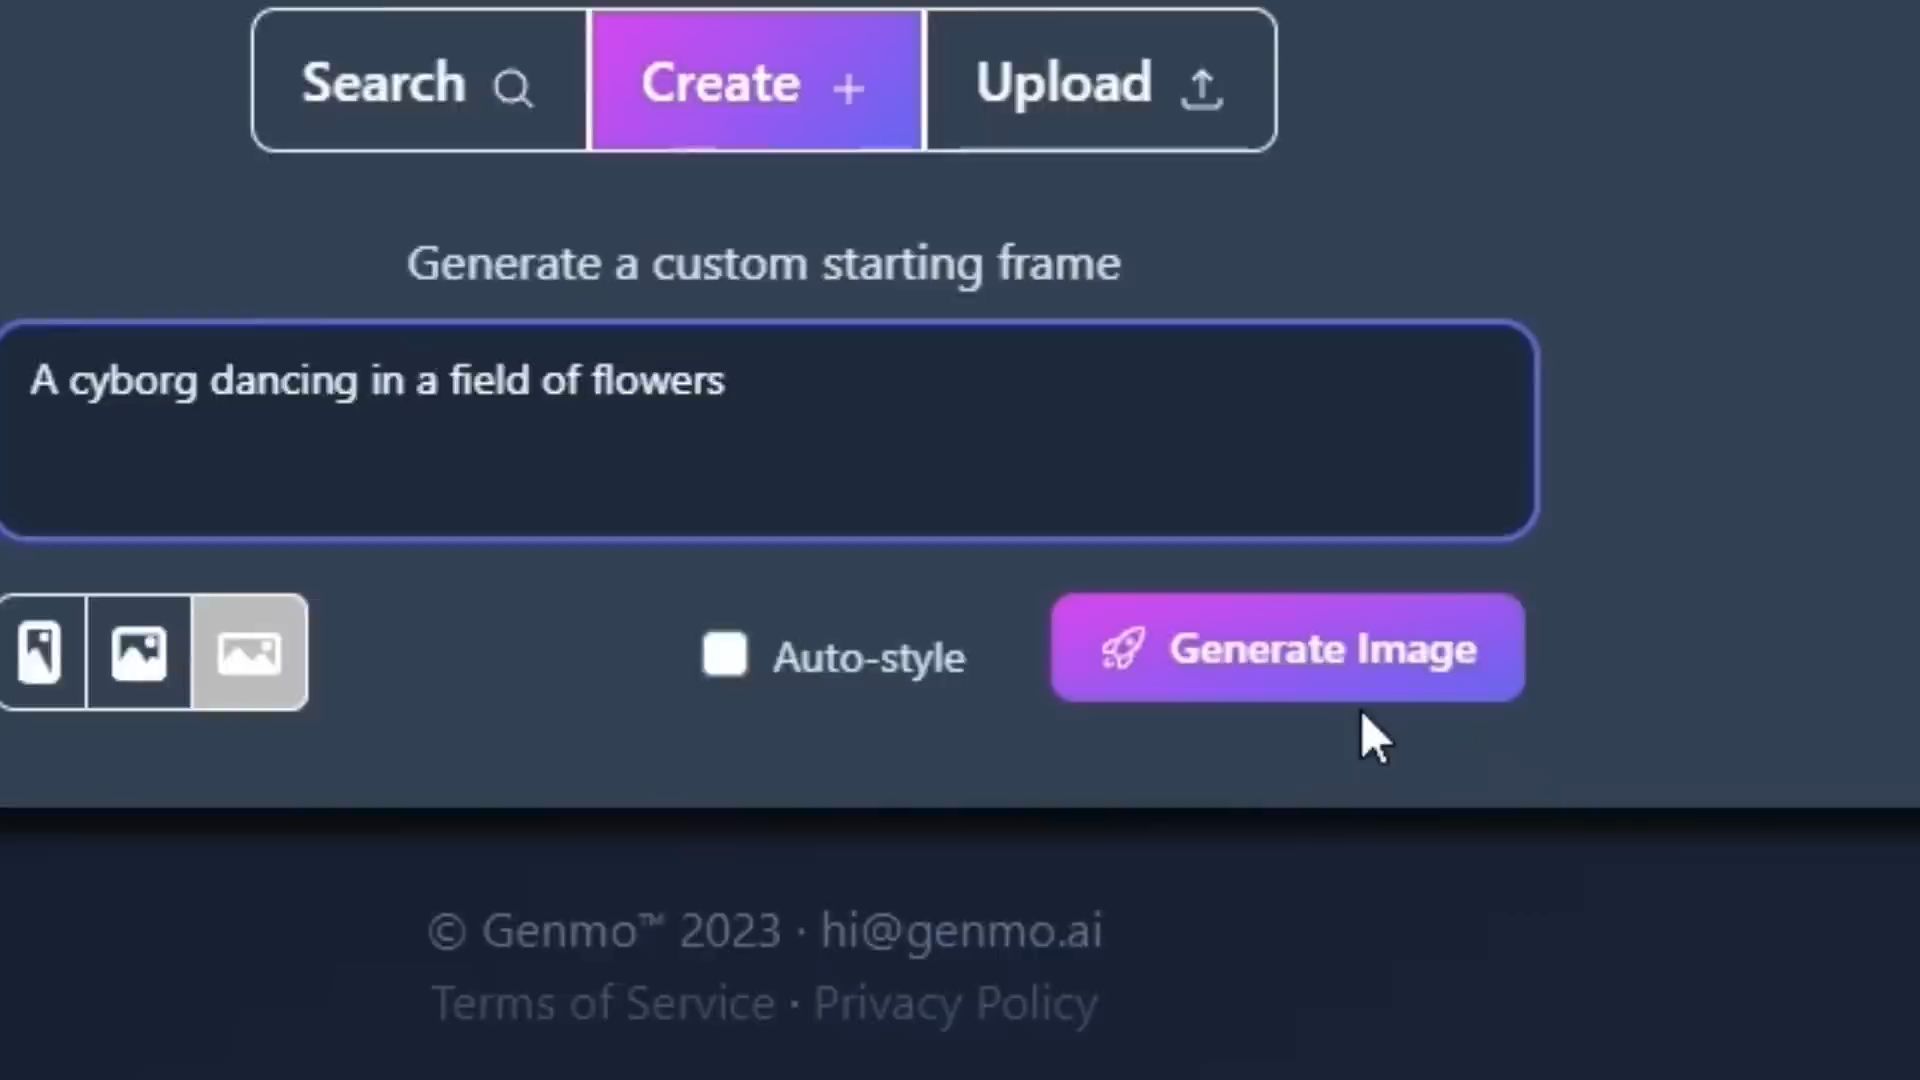 Search
Create +
Upload
Generate a custom starting frame
A cyborg dancing in a field of flowers
Auto-style
Generate Image
© Genmo™ 2023 · hi@genmo.ai
Terms of Service · Privacy Policy